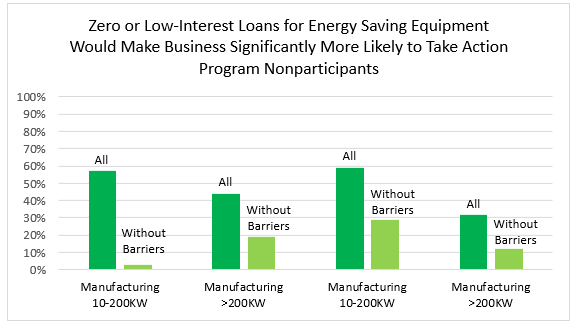 Zero or Low-Interest Loans for Energy Saving Equipment
Would Make Business Significantly More Likely to Take Action
Program Nonparticipants
100%
90%
80%
70%
60%
50%
40%
30%
20%
10%
0%
All
Without
Barriers
All
Without
Barriers
All
Without
Barriers
All
Without
Barriers
Manufacturing
10-200KW
Manufacturing
>200KW
Manufacturing
10-200KW
Manufacturing
>200KW